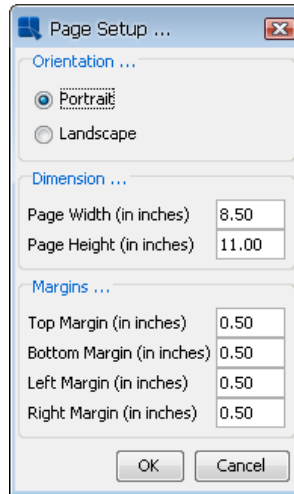 Page Setup ...
Orientation ...
Portrait
Landscape
Dimension ...
Page Width (in inches) 8.50
Page Height (in inches) 11.00
Margins ...
Top Margin (in inches) 0.50
Bottom Margin (in inches) 0.50
Left Margin (in inches) 0.50
Right Margin (in inches) 0.50
OK Cancel